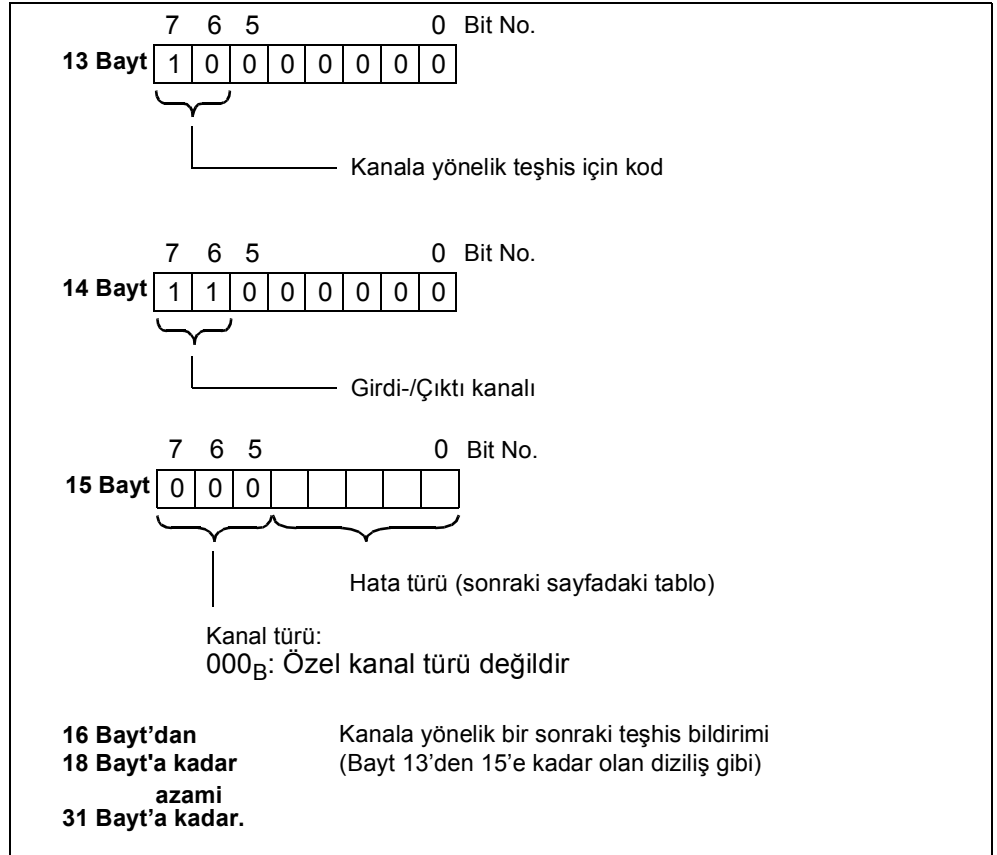 7 6 5 0 Bit No.
13 Bayt 1 0 0 0 0 0 0 0
Kanala yönelik teşhis için kod
7 6 5 0 Bit No.
14 Bayt 1 1 0 0 0 0 0 0
Girdi-/Çıktı kanalı
7 6 5 0 Bit No.
15 Bayt 0 0 0
Hata türü (sonraki sayfadaki tablo)
Kanal türü:
000B: Özel kanal türü değildir
16 Bayt’dan Kanala yönelik bir sonraki teşhis bildirimi
18 Bayt'a kadar (Bayt 13’den 15’e kadar olan diziliş gibi)
azami
31 Bayt’a kadar.